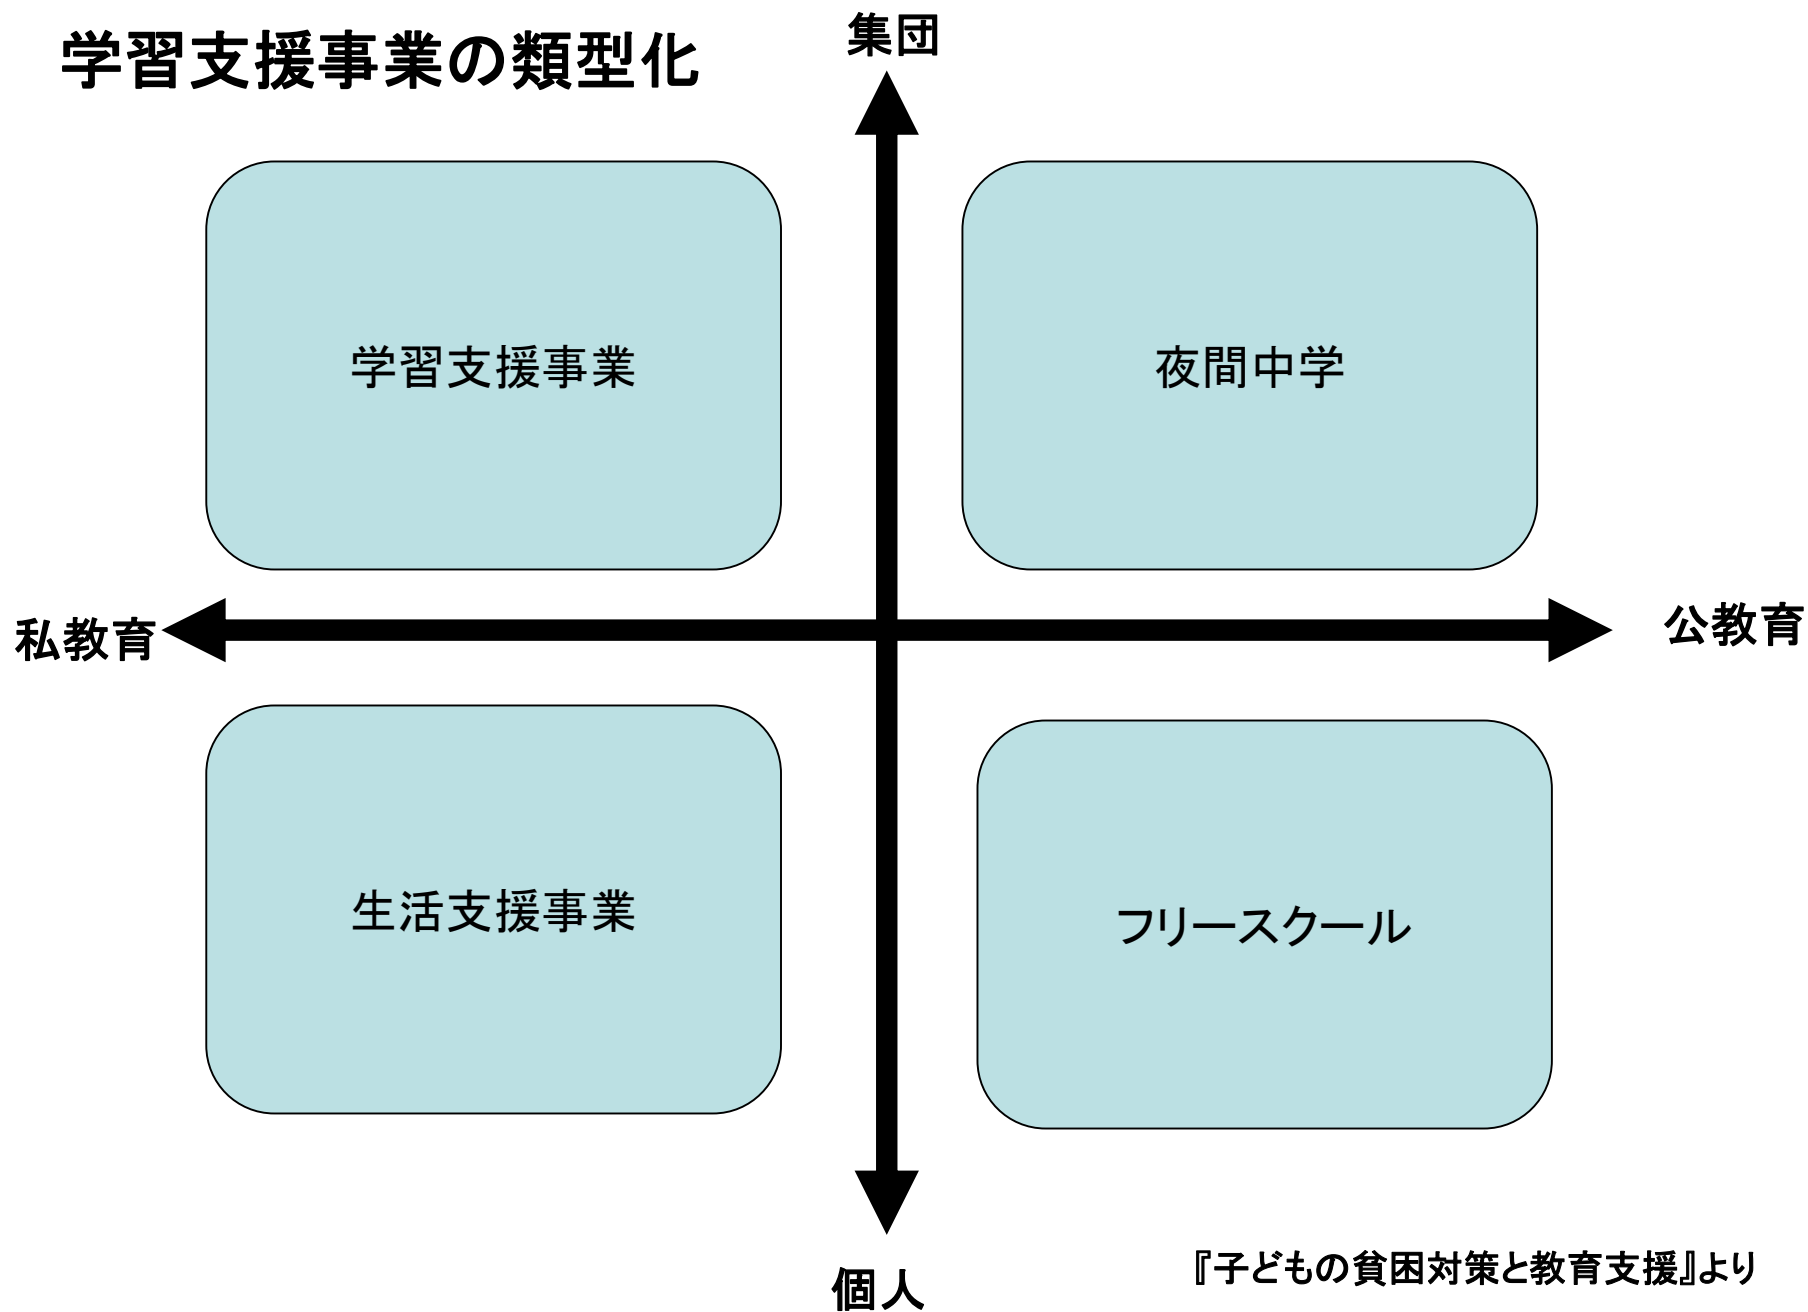 集団
学習支援事業の類型化
学習支援事業
夜間中学
私教育
公教育
生活支援事業
フリースクール
『子どもの貧困対策と教育支援』より
個人